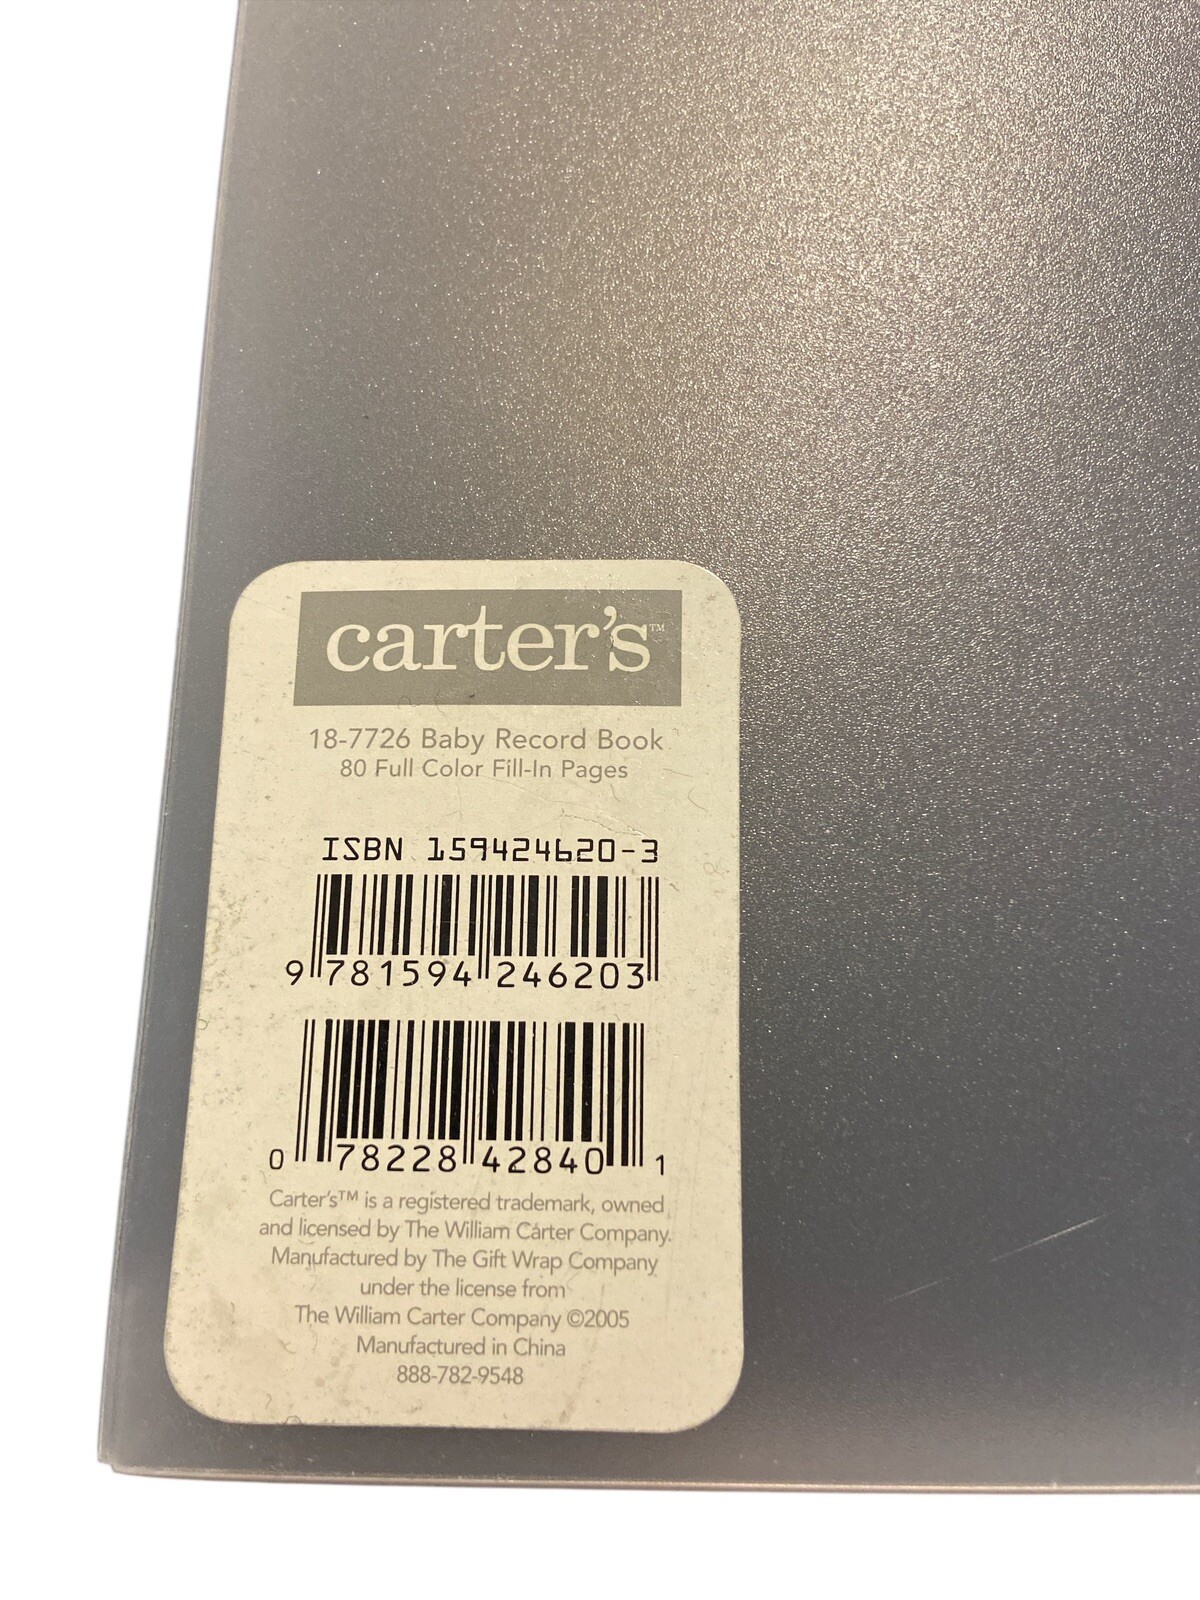 carter's™
18-7726 Baby Record Book
80 Full Color Fill-In Pages
ISBN 159424620-3
9 781594 246203
0 78228 42840 1
Carter's™ is a registered trademark, owned
and licensed by The William Carter Company.
Manufactured by The Gift Wrap Company
under the license from
The William Carter Company ©2005
Manufactured in China
888-782-9548